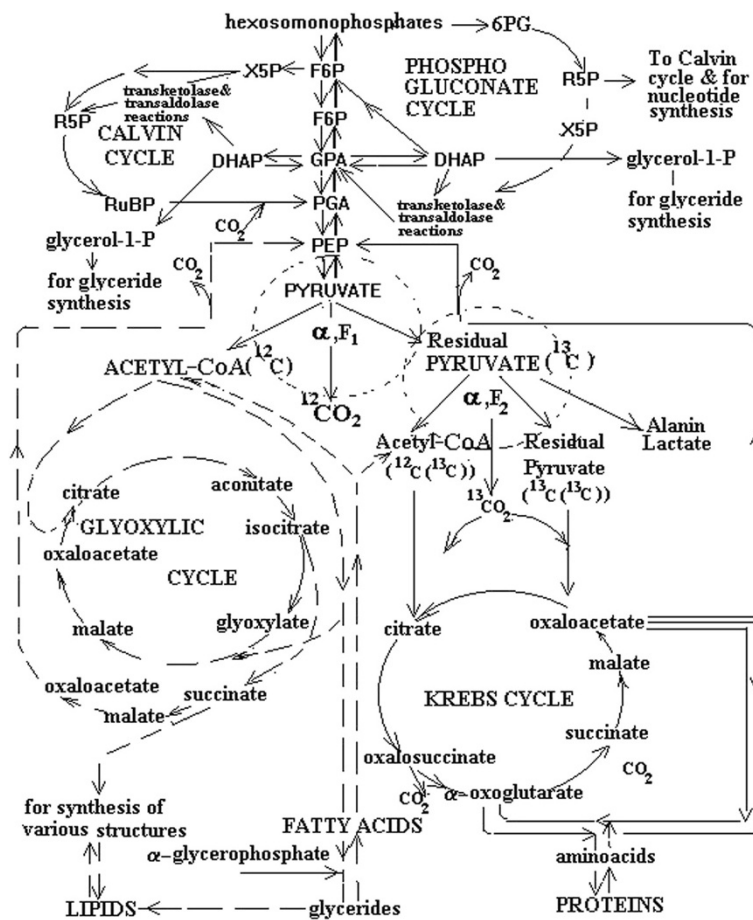 hexosomonophosphates
6PG
X5P
F6P
PHOSPHO
GLUCONATE
CYCLE
R5P
To Calvin
cycle & for
nucleotide
synthesis
transketolase&
transaldolase
reactions
R5P
CALVIN
CYCLE
F6P
X5P
DHAP
GPA
DHAP
glycerol-1-P
for glyceride
synthesis
RuBP
PGA
transketolase&
transaldolase
reactions
CO2
glycerol-1-P
PEP
for glyceride
synthesis
CO2
CO2
PYRUVATE
α,F1
Residual
PYRUVATE (13C)
ACETYL-CoA(12C)
12CO2
α,F2
Alanin
Lactate
Acetyl-CoA
(12C(13C))
Residual
Pyruvate
(13C(13C))
13CO2
citrate
aconitate
isocitrate
GLYOXYLIC
CYCLE
oxaloacetate
malate
glyoxylate
oxaloacetate
malate
succinate
citrate
oxaloacetate
malate
KREBS CYCLE
succinate
oxalosuccinate
CO2
CO2
α-oxoglutarate
for synthesis of
various structures
FATTY ACIDS
α-glycerophosphate
aminoacids
LIPIDS
glycerides
PROTEINS